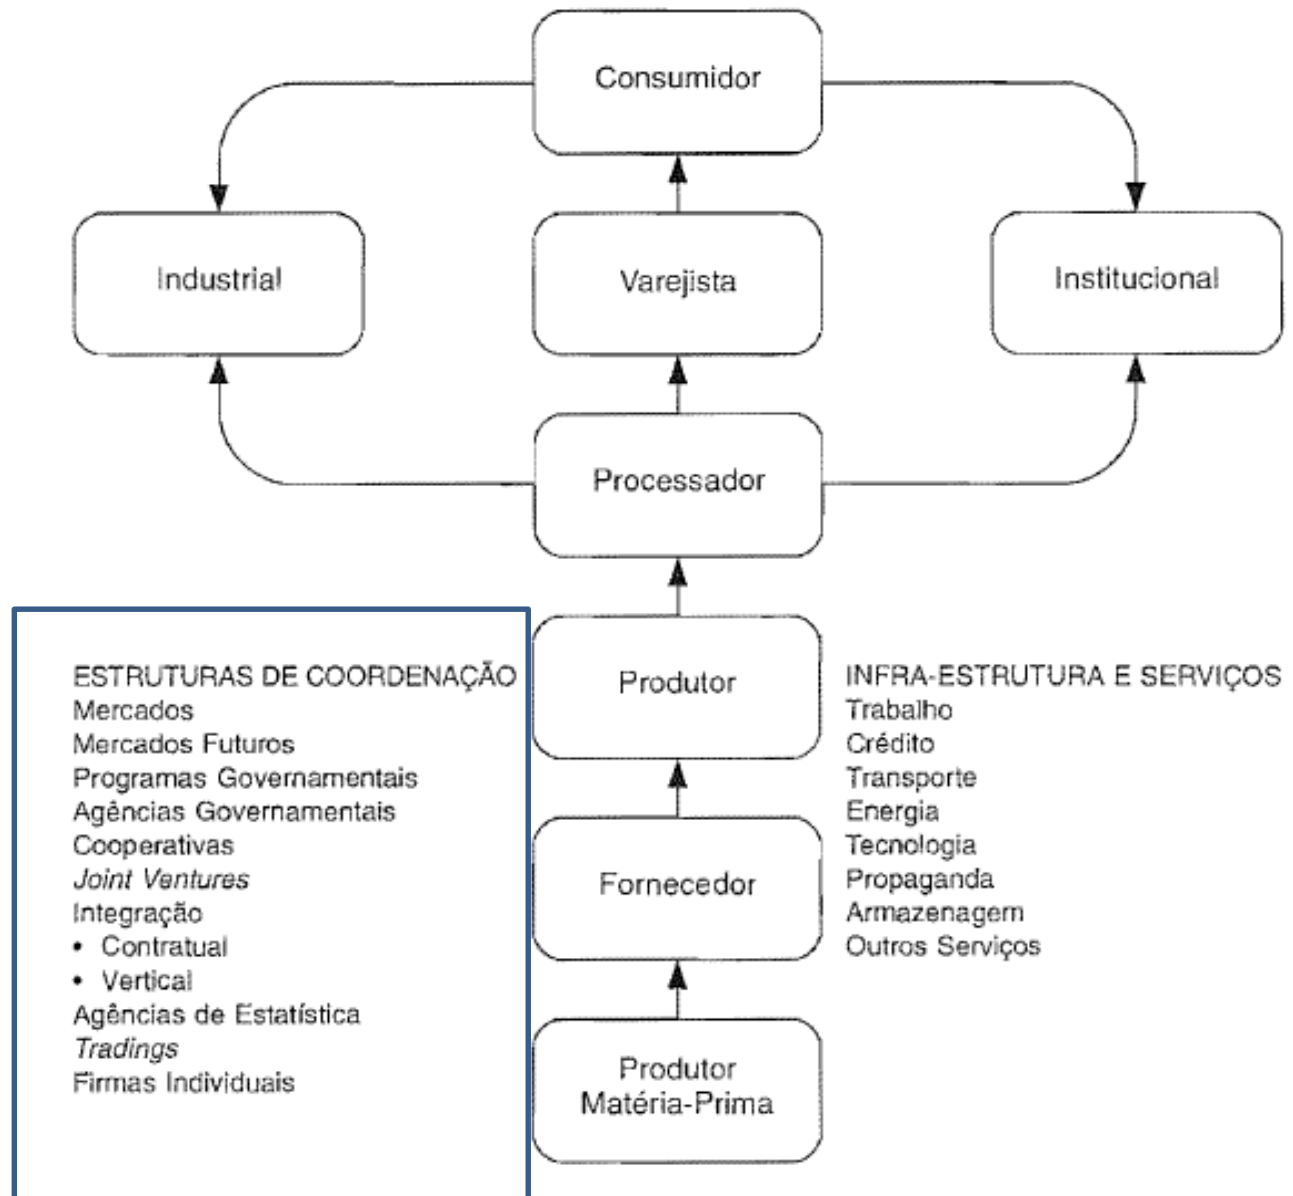 Consumidor
Industrial
Varejista
Institucional
Processador
Produtor
ESTRUTURAS DE COORDENAÇÃO
Mercados
Mercados Futuros
Programas Governamentais
Agências Governamentais
Cooperativas
Joint Ventures
Integração
• Contratual
• Vertical
Agências de Estatística
Tradings
Firmas Individuais
INFRA-ESTRUTURA E SERVIÇOS
Trabalho
Crédito
Transporte
Energia
Tecnologia
Propaganda
Armazenagem
Outros Serviços
Fornecedor
Produtor
Matéria-Prima